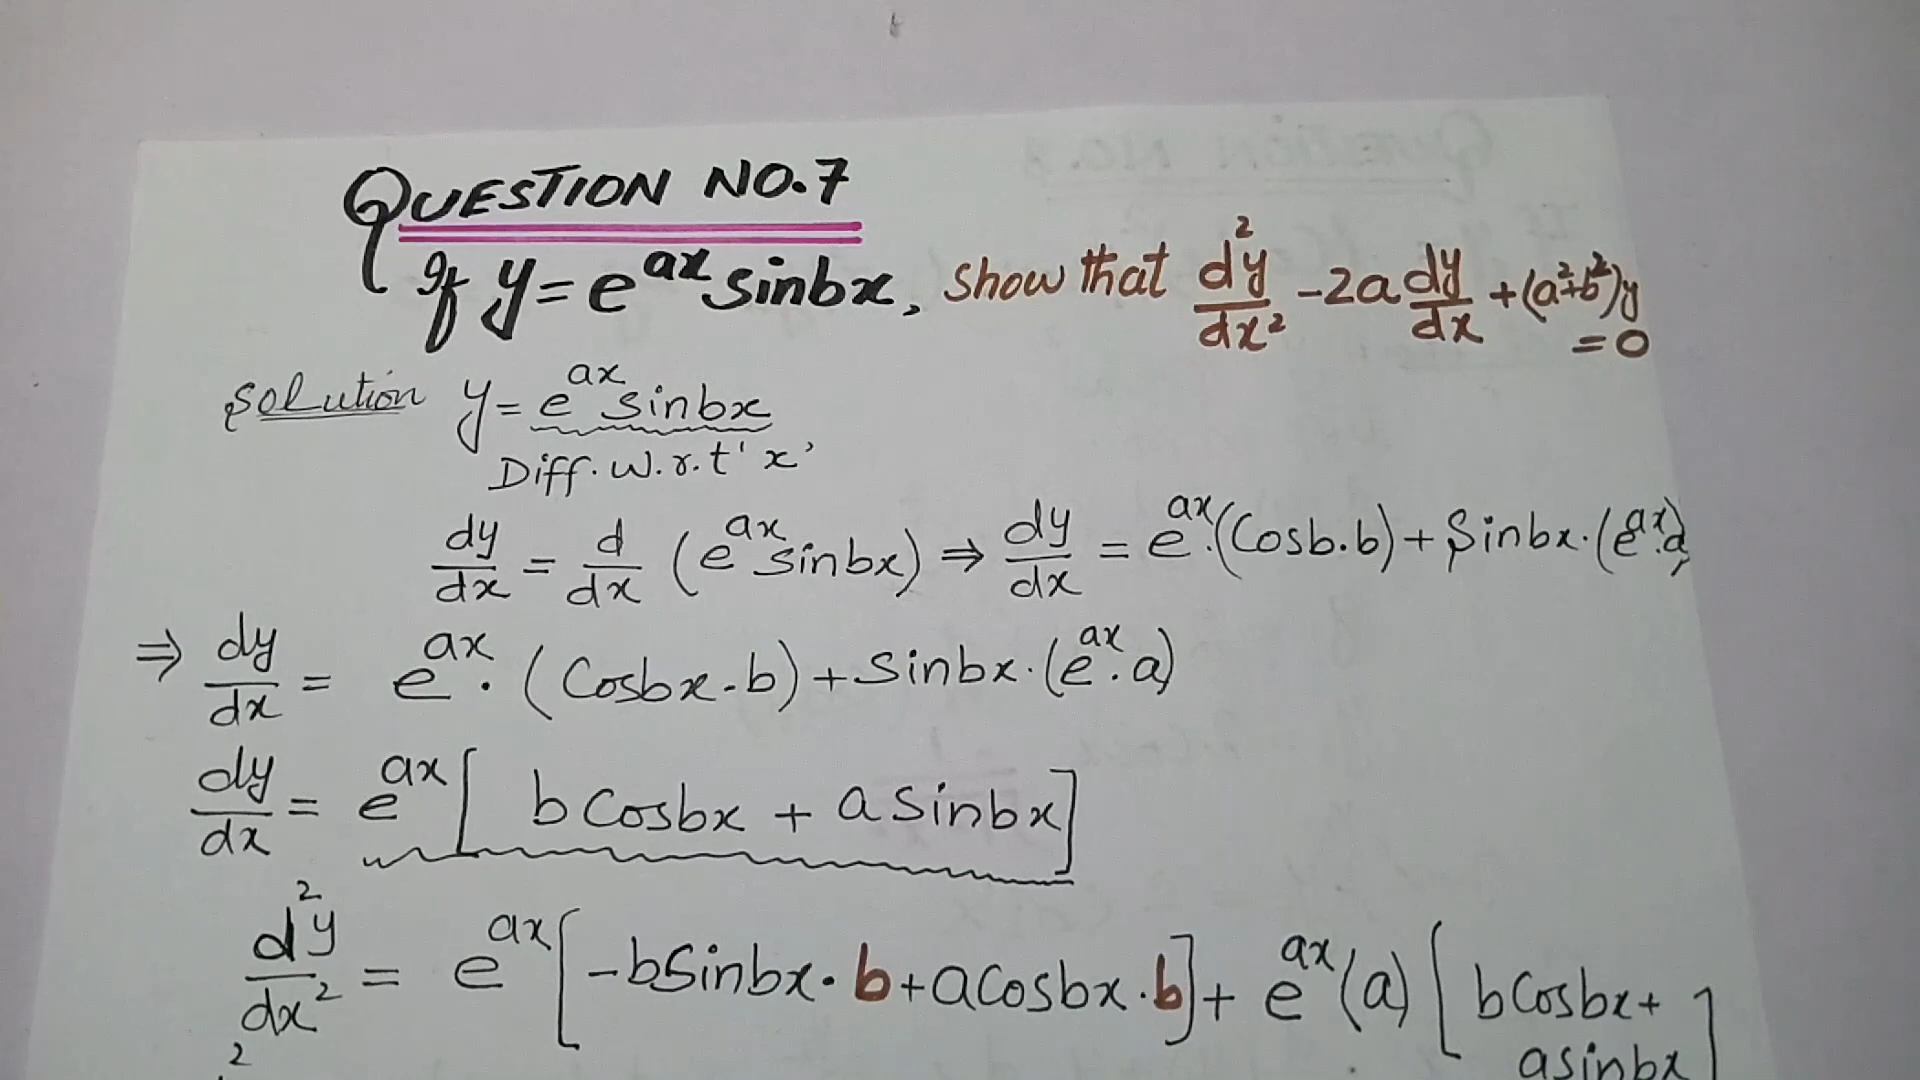 QUESTION NO.7
If y = e^{ax} sinbx, show that d²y/dx² - 2a dy/dx + (a²+b²)y = 0
Solution y = e^{ax} sinbx
Diff. w.r.t 'x'
dy/dx = d/dx (e^{ax} sinbx) ⇒ dy/dx = e^{ax}.(Cosb.b) + Sinbx.(e^{ax}.a)
⇒ dy/dx = e^{ax}.(Cosbx.b) + Sinbx.(e^{ax}.a)
dy/dx = e^{ax} [ bCosbx + a sinbx ]
d²y/dx² = e^{ax} [ -bSinbx.b + aCosbx.b ] + e^{ax}(a) [ bCosbx + asinbx ]